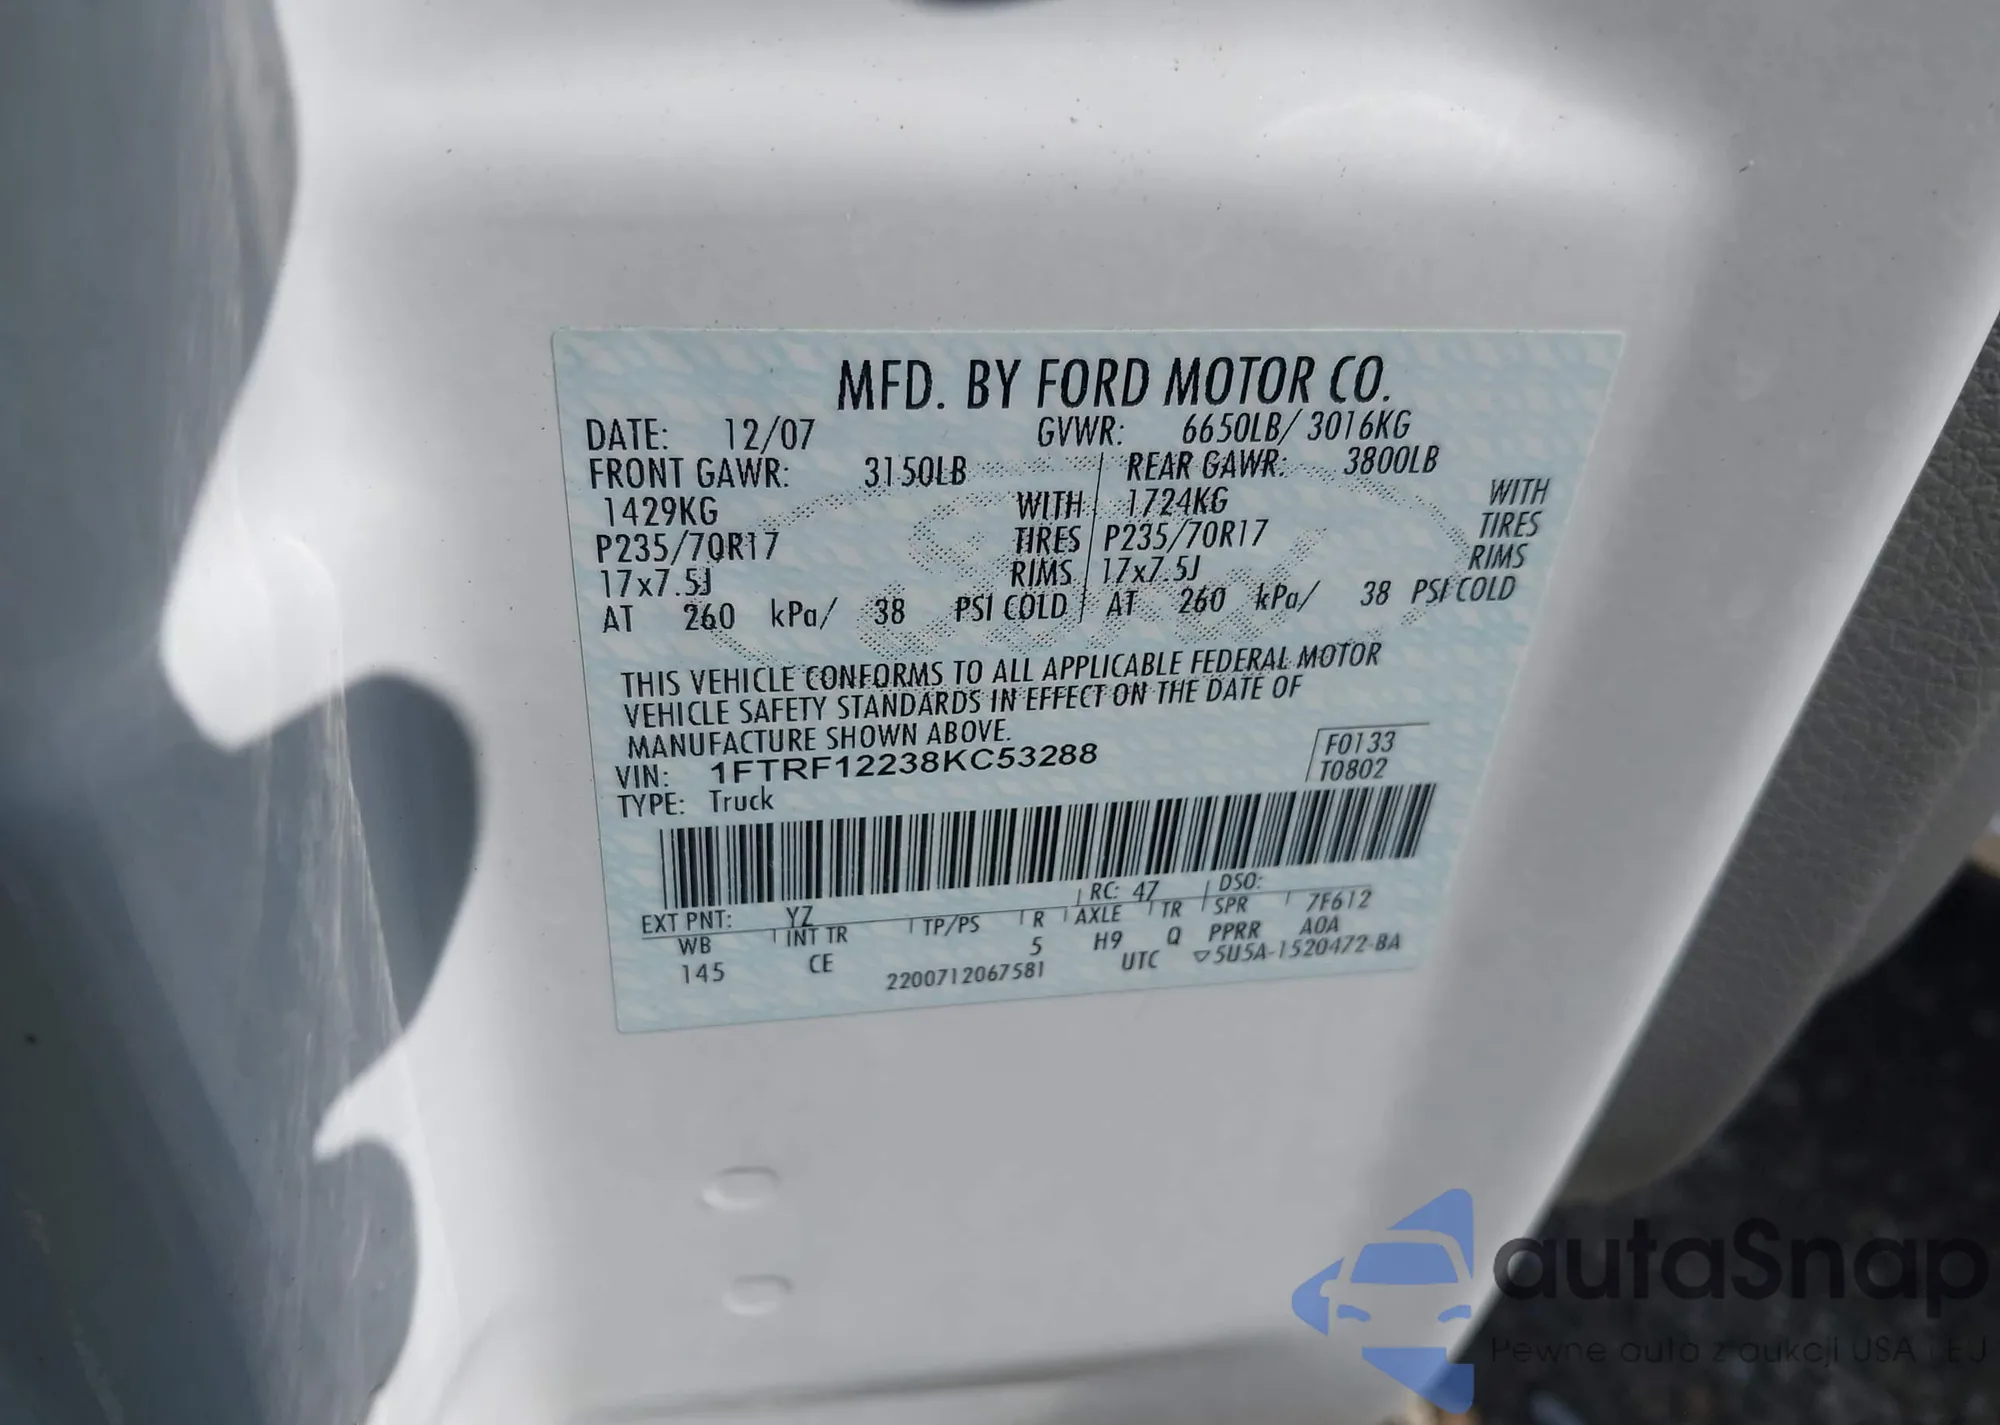 MFD. BY FORD MOTOR CO.
DATE: 12/07 GVWR: 6650LB/ 3016KG
FRONT GAWR: 3150LB REAR GAWR: 3800LB
1429KG WITH 1724KG WITH
P235/70R17 TIRES P235/70R17 TIRES
17x7.5J RIMS 17x7.5J RIMS
AT 260 kPa/ 38 PSI COLD AT 260 kPa/ 38 PSI COLD
THIS VEHICLE CONFORMS TO ALL APPLICABLE FEDERAL MOTOR
VEHICLE SAFETY STANDARDS IN EFFECT ON THE DATE OF
MANUFACTURE SHOWN ABOVE.
VIN: 1FTRF12238KC53288 F0133
TYPE: Truck T0802
EXT PNT: YZ RC: 47 DSO:
WB INT TR TP/PS R AXLE TR SPR 7F612
145 CE 5 H9 Q PPRR A0A
2200712067581 UTC ▽5U5A-1520472-BA
autaSnap
Pewne auta z aukcji USA i EU